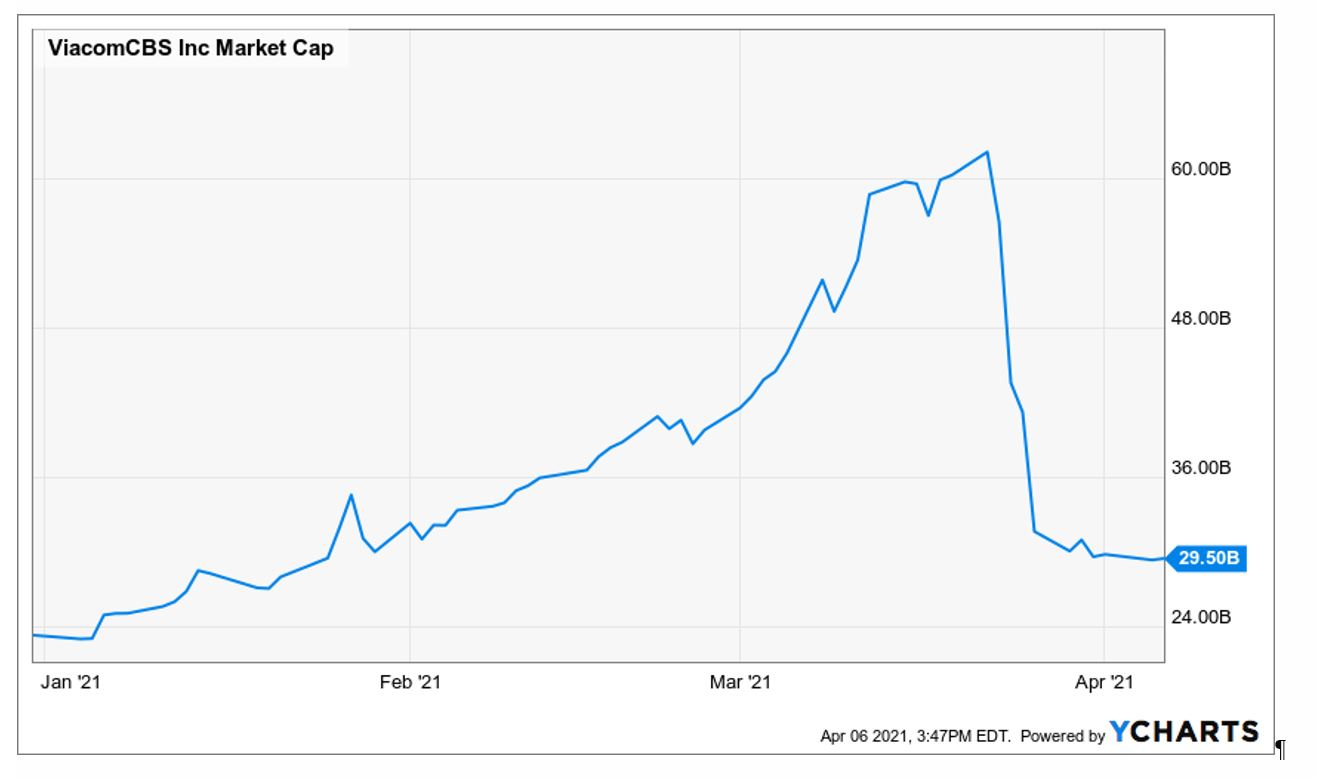 ViacomCBS Inc Market Cap
60.00B
48.00B
36.00B
29.50B
24.00B
Jan '21 Feb '21 Mar '21 Apr '21
Apr 06 2021, 3:47PM EDT. Powered by YCHARTS
¶